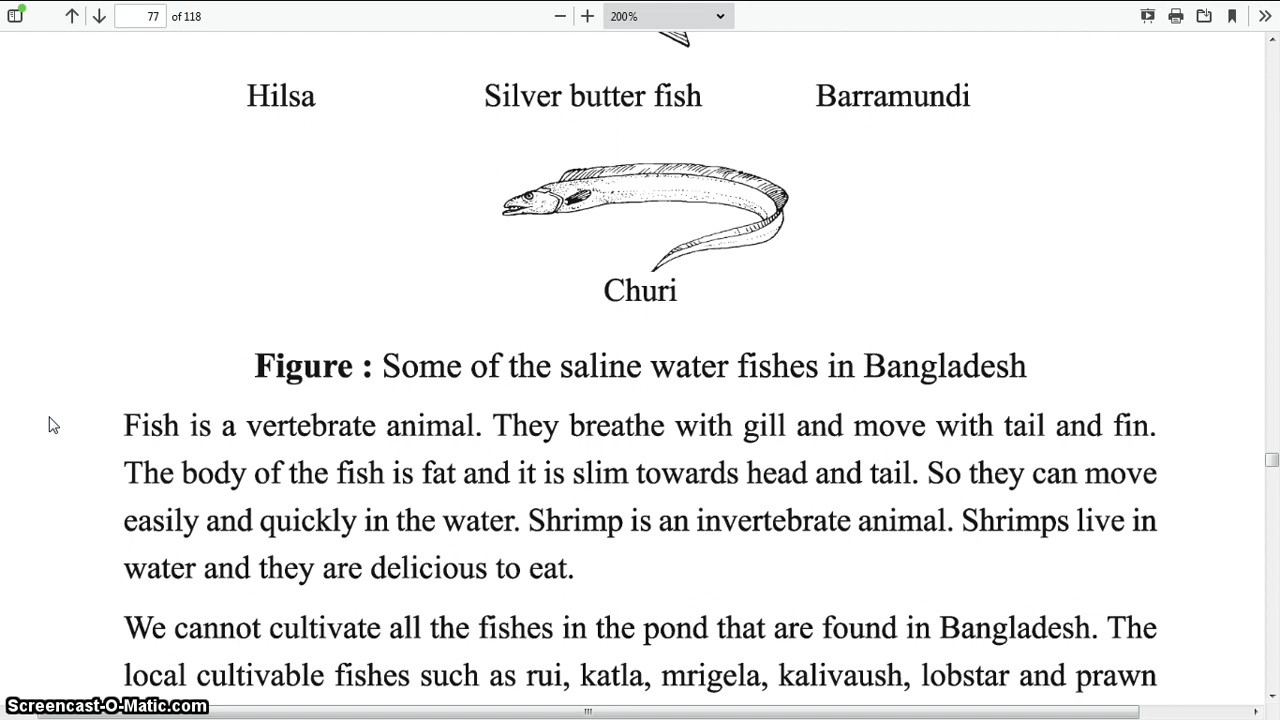 77 of 118 200%
Hilsa Silver butter fish Barramundi
Churi
Figure : Some of the saline water fishes in Bangladesh
Fish is a vertebrate animal. They breathe with gill and move with tail and fin.
The body of the fish is fat and it is slim towards head and tail. So they can move
easily and quickly in the water. Shrimp is an invertebrate animal. Shrimps live in
water and they are delicious to eat.
We cannot cultivate all the fishes in the pond that are found in Bangladesh. The
local cultivable fishes such as rui, katla, mrigela, kalivaush, lobstar and prawn
Screencast-O-Matic.com